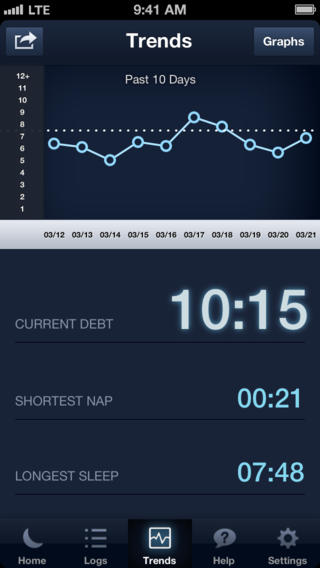 LTE 9:41 AM
Trends Graphs
Past 10 Days
12+
11
10
9
8
7
6
5
4
3
2
1
03/12 03/13 03/14 03/15 03/16 03/17 03/18 03/19 03/20 03/21
CURRENT DEBT 10:15
SHORTEST NAP 00:21
LONGEST SLEEP 07:48
Home Logs Trends Help Settings